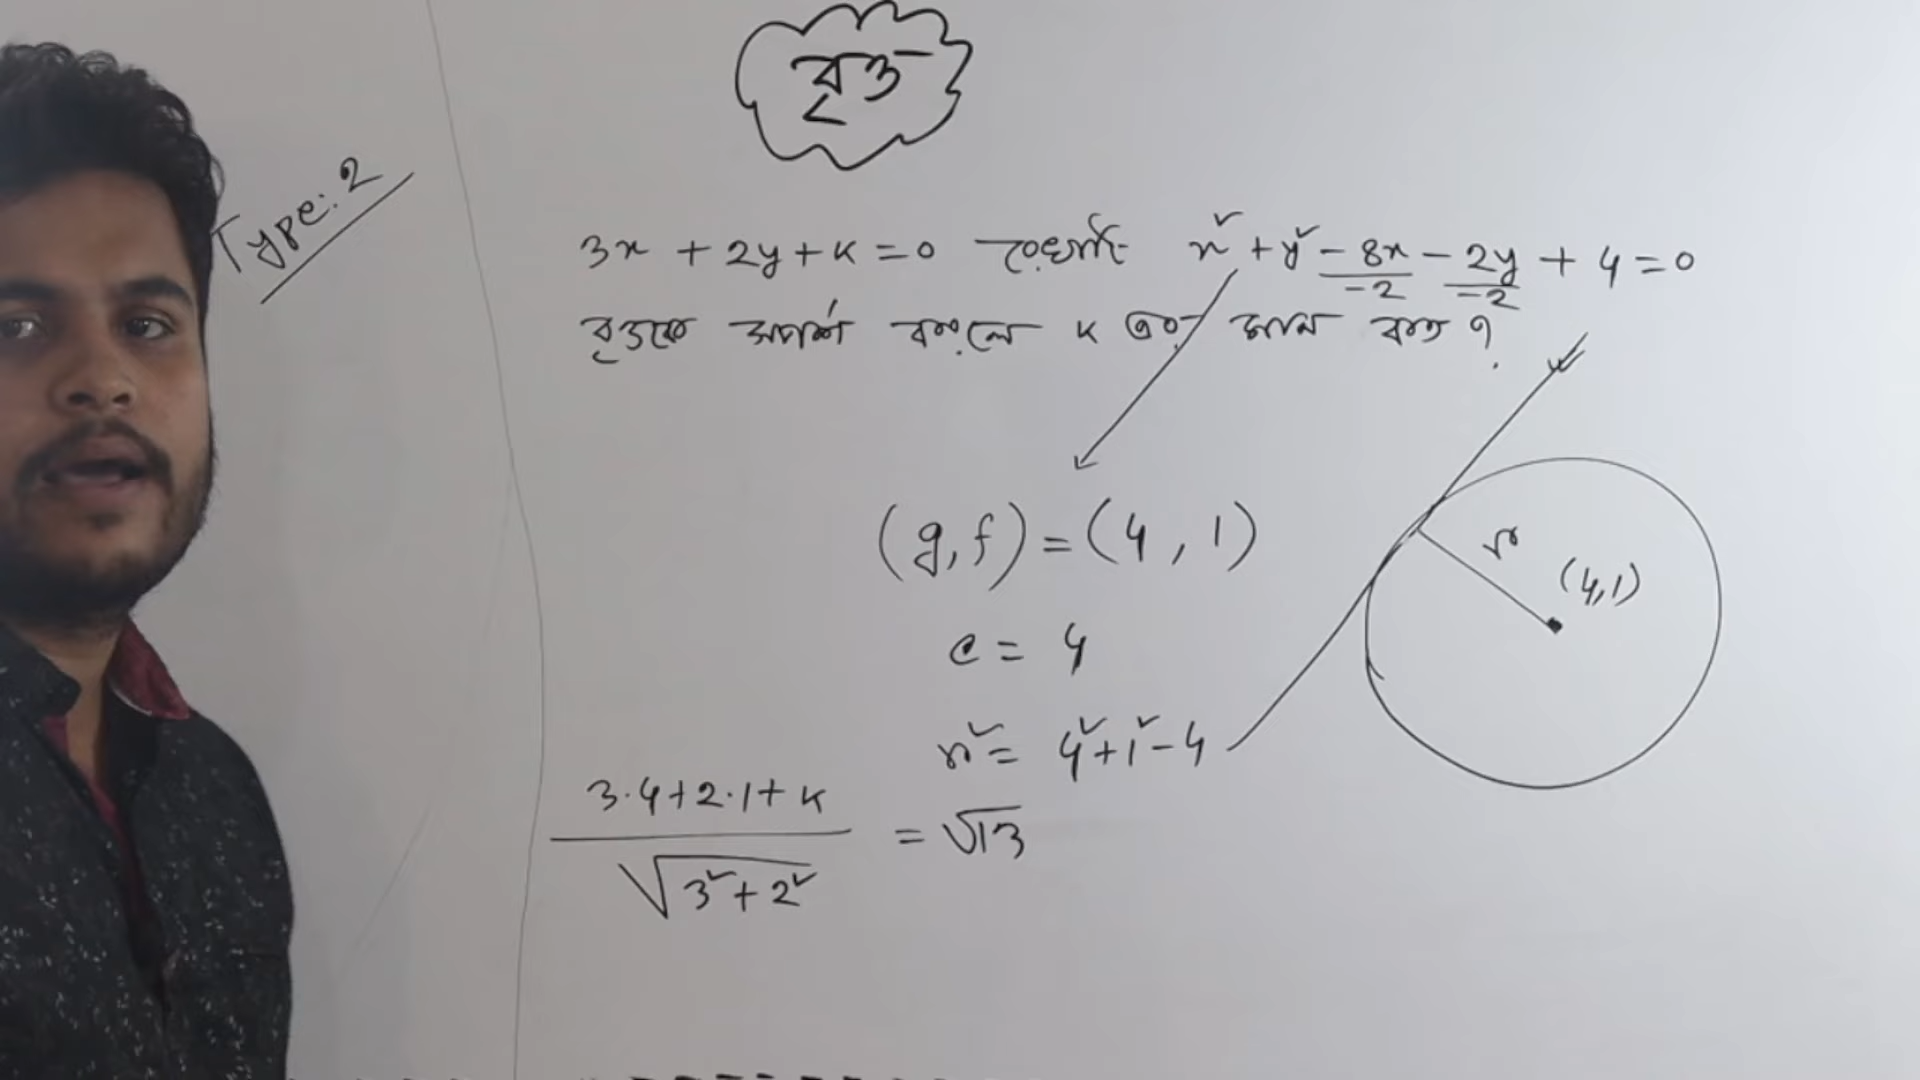 বৃত্ত
Type: 2
3x + 2y + k = 0 রেখাটি x² + y² - 8x - 2y + 4 = 0
-2 -2
বৃত্তকে স্পর্শ করলে k এর মান কত ?
(g, f) = (4, 1)
r
(4, 1)
c = 4
r² = 4² + 1² - 4
3·4 + 2·1 + k
= √13
√3² + 2²